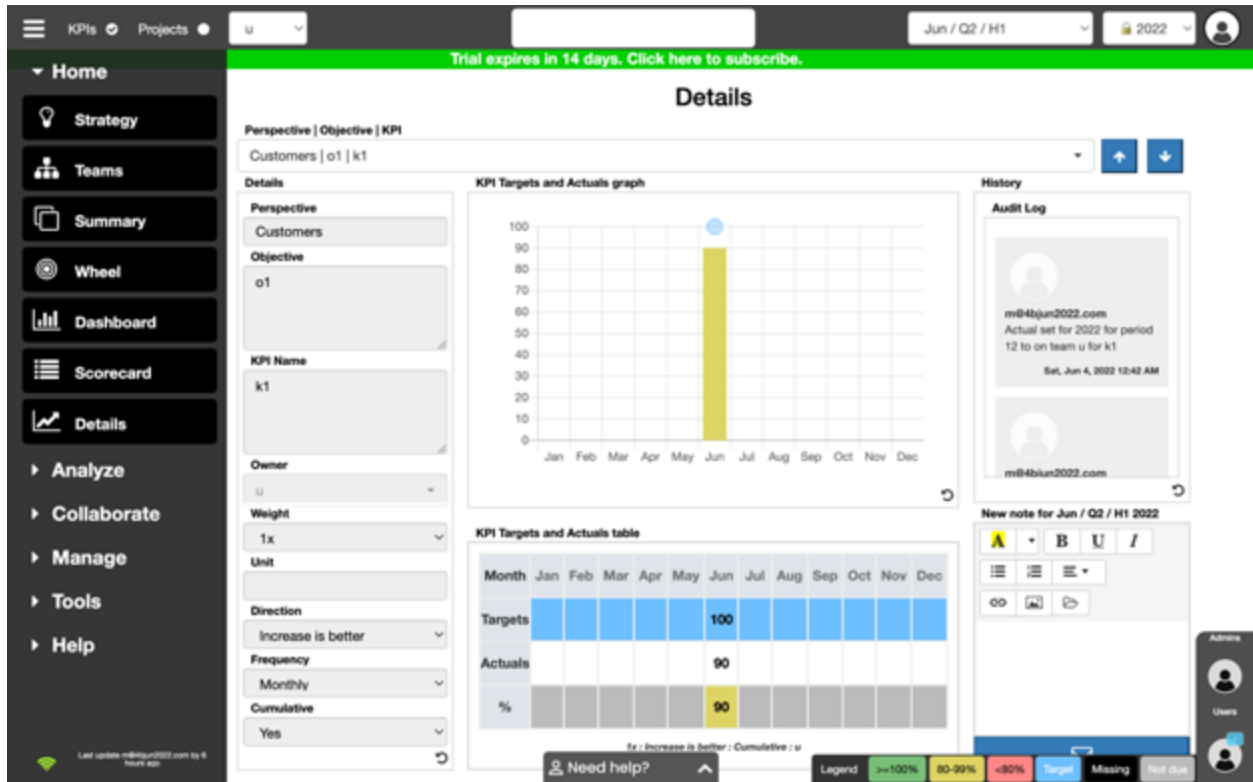 KPIs
Projects
u
Jun / Q2 / H1
2022
Trial expires in 14 days. Click here to subscribe.
Home
Strategy
Teams
Summary
Wheel
Dashboard
Scorecard
Details
Analyze
Collaborate
Manage
Tools
Help
Last update m@4bjun2022.com by 6
hours ago
Details
Perspective | Objective | KPI
Customers | o1 | k1
Details
Perspective
Customers
Objective
o1
KPI Name
k1
Owner
u
Weight
1x
Unit
Direction
Increase is better
Frequency
Monthly
Cumulative
Yes
KPI Targets and Actuals graph
100
90
80
70
60
50
40
30
20
10
0
Jan Feb Mar Apr May Jun Jul Aug Sep Oct Nov Dec
KPI Targets and Actuals table
Month Jan Feb Mar Apr May Jun Jul Aug Sep Oct Nov Dec
Targets 100
Actuals 90
% 90
1x : Increase is better : Cumulative : u
History
Audit Log
m@4bjun2022.com
Actual set for 2022 for period
12 to on team u for k1
Sat, Jun 4, 2022 12:42 AM
m@4bjun2022.com
New note for Jun / Q2 / H1 2022
A B U I
Admins
Users
Need help?
Legend >=100% 80-99% <80% Target Missing Not due